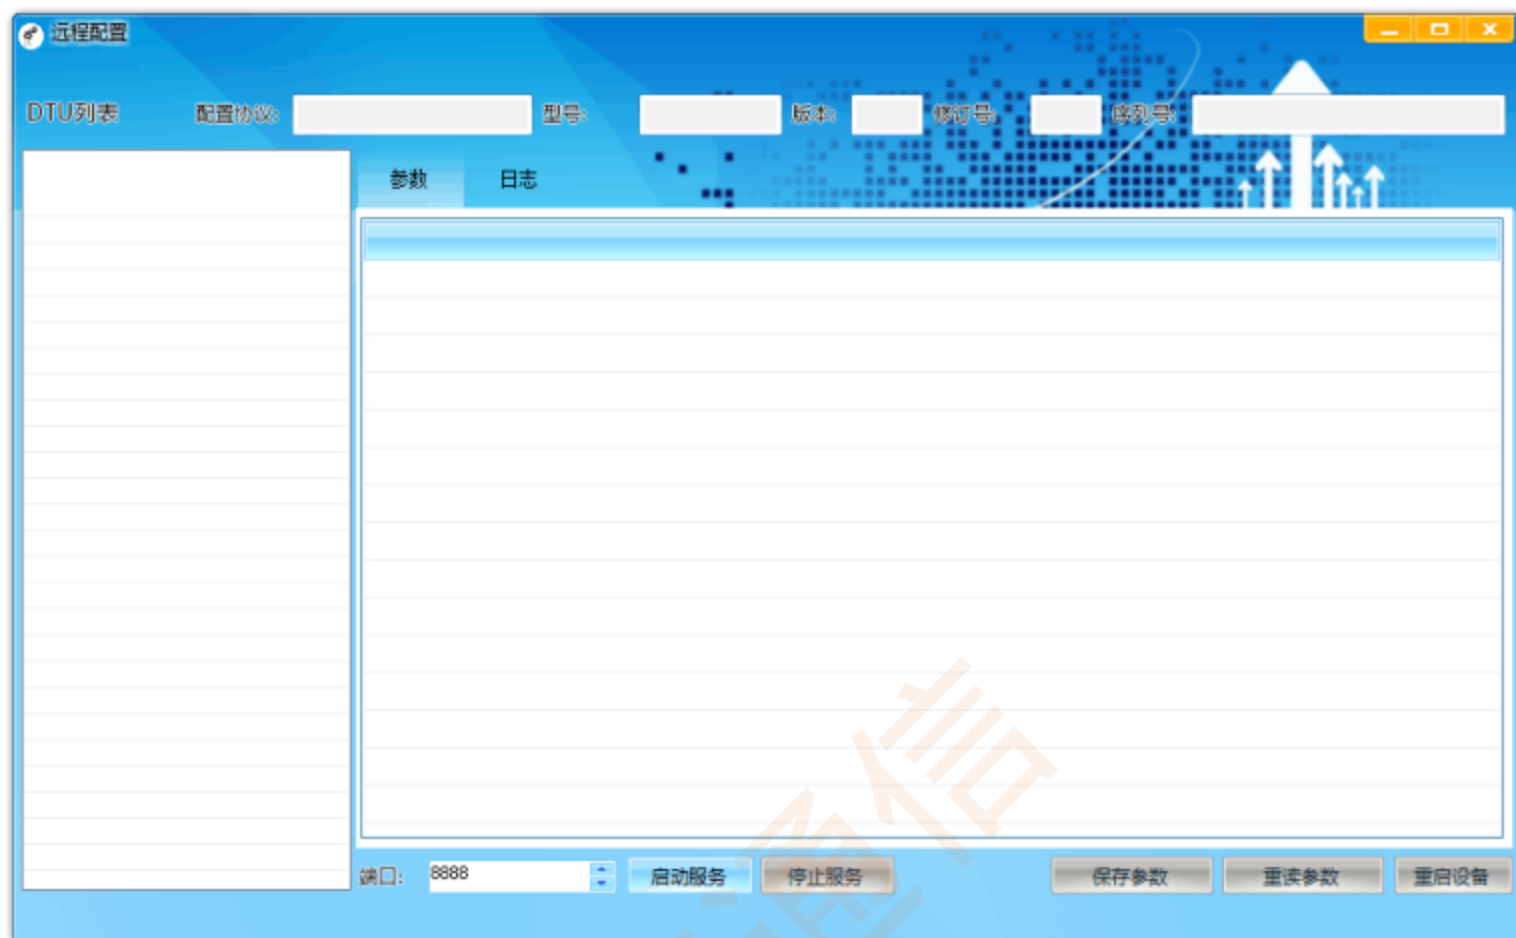 远程配置
DTU列表 配置协议: 型号: 版本: 修订号: 序列号:
参数 日志
端口: 8888 启动服务 停止服务 保存参数 重读参数 重启设备
通信